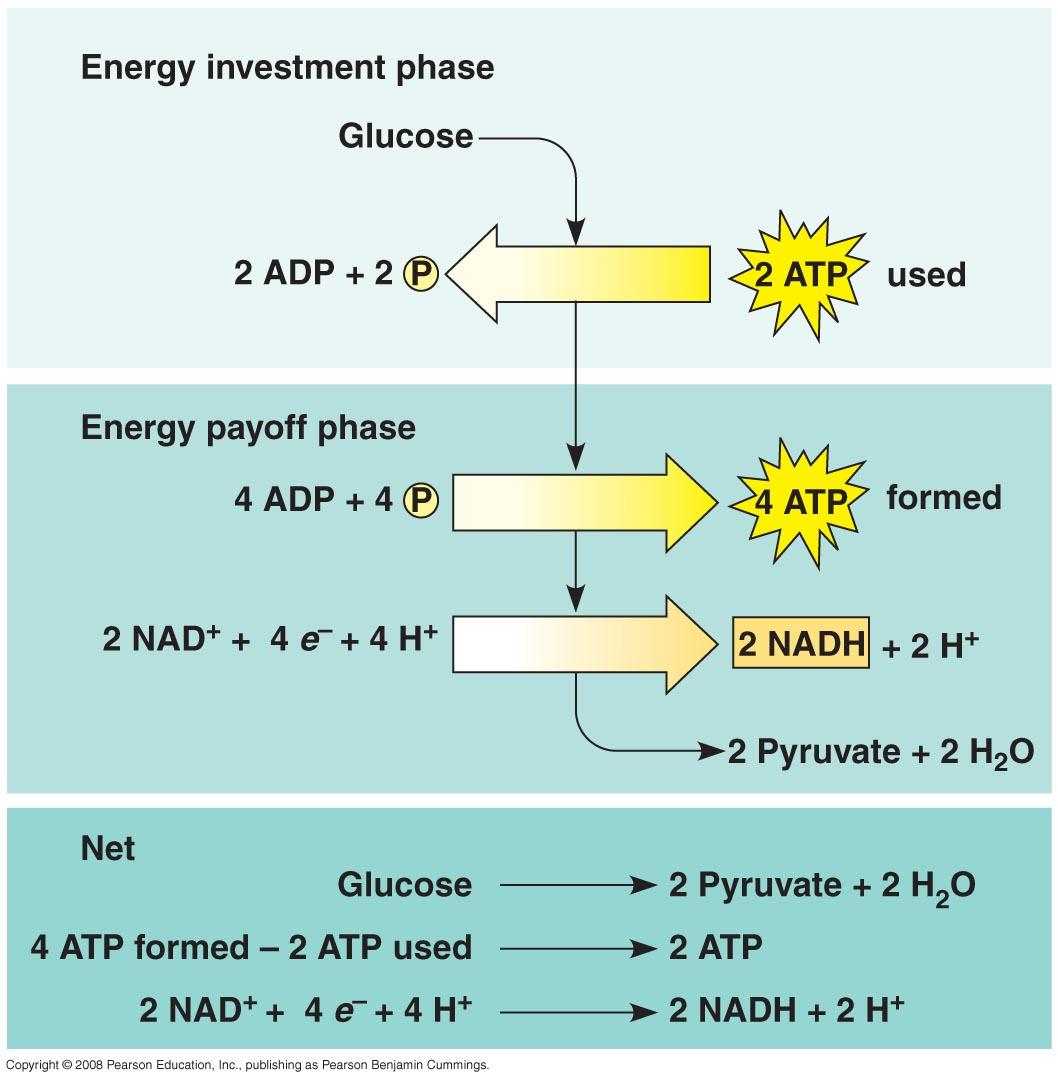 Energy investment phase
Glucose
2 ADP + 2 P 2 ATP used
Energy payoff phase
4 ADP + 4 P 4 ATP formed
2 NAD⁺ + 4 e⁻ + 4 H⁺ 2 NADH + 2 H⁺
2 Pyruvate + 2 H₂O
Net
Glucose 2 Pyruvate + 2 H₂O
4 ATP formed – 2 ATP used 2 ATP
2 NAD⁺ + 4 e⁻ + 4 H⁺ 2 NADH + 2 H⁺
Copyright © 2008 Pearson Education, Inc., publishing as Pearson Benjamin Cummings.